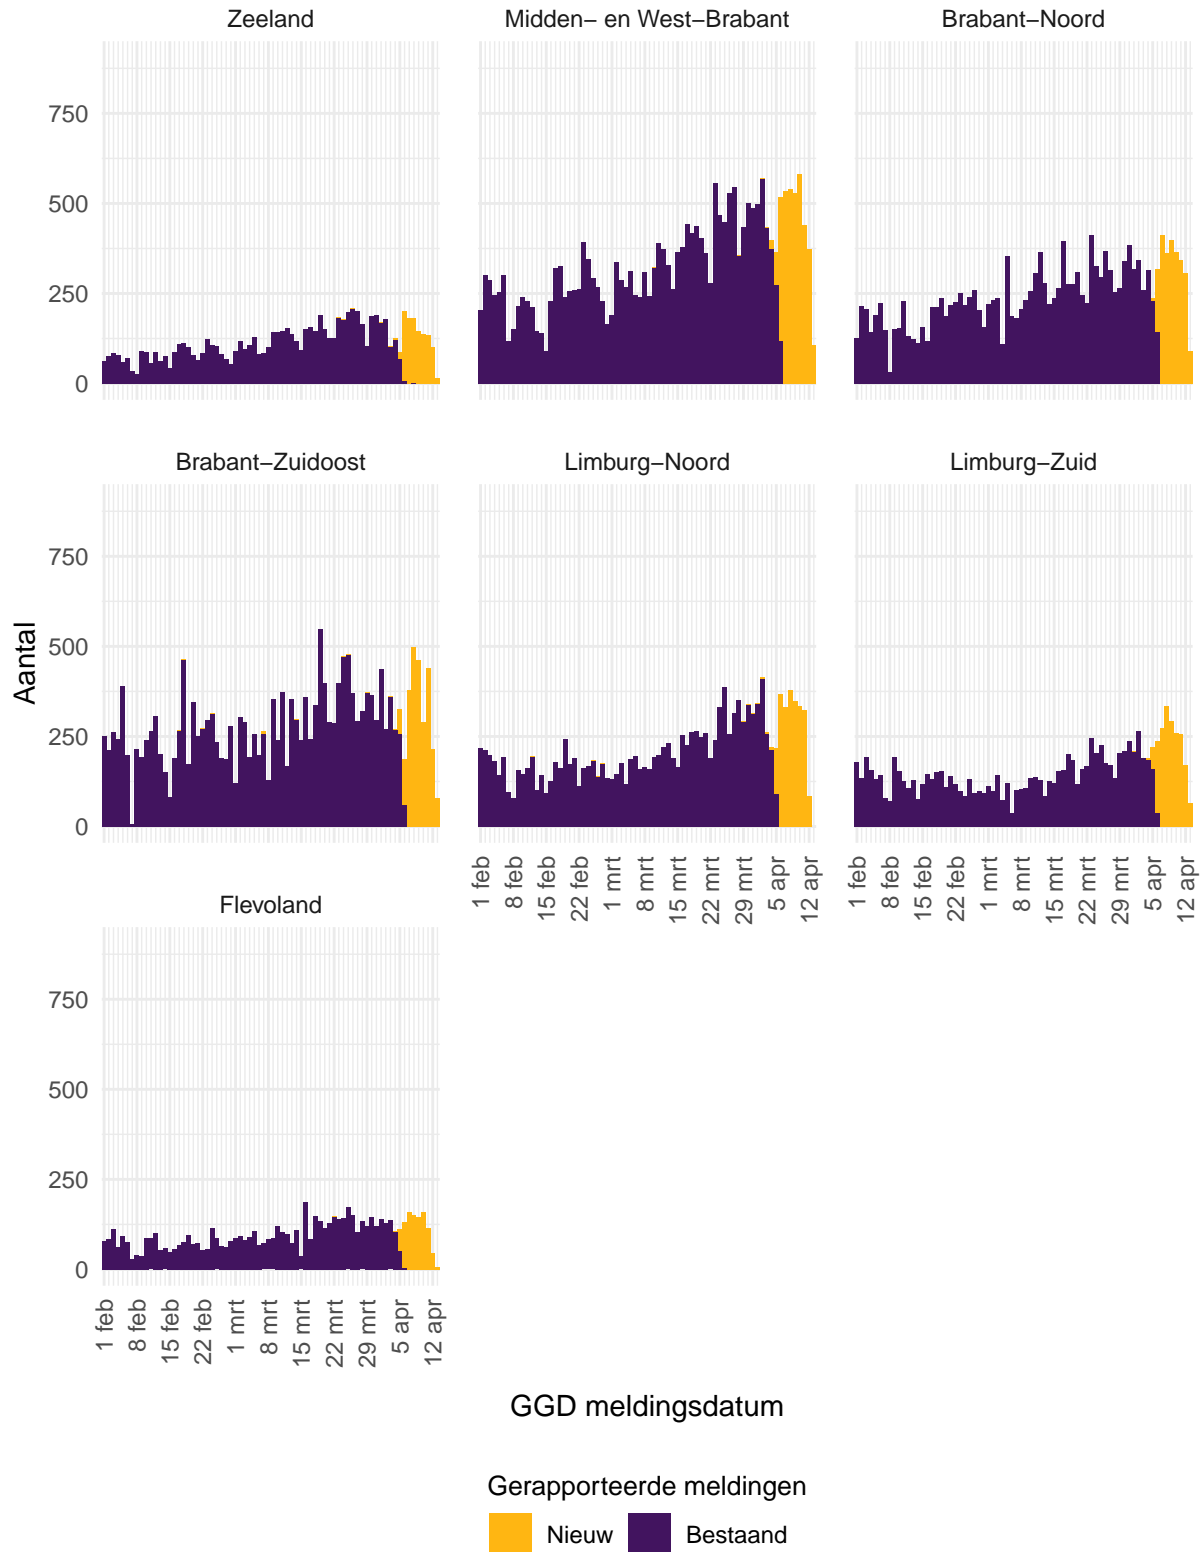 Zeeland
Midden− en West−Brabant
Brabant−Noord
750
500
250
0
Brabant−Zuidoost
Limburg−Noord
Limburg−Zuid
750
500
250
0
Aantal
1 feb
8 feb
15 feb
22 feb
1 mrt
8 mrt
15 mrt
22 mrt
29 mrt
5 apr
12 apr
1 feb
8 feb
15 feb
22 feb
1 mrt
8 mrt
15 mrt
22 mrt
29 mrt
5 apr
12 apr
Flevoland
750
500
250
0
1 feb
8 feb
15 feb
22 feb
1 mrt
8 mrt
15 mrt
22 mrt
29 mrt
5 apr
12 apr
GGD meldingsdatum
Gerapporteerde meldingen
Nieuw
Bestaand